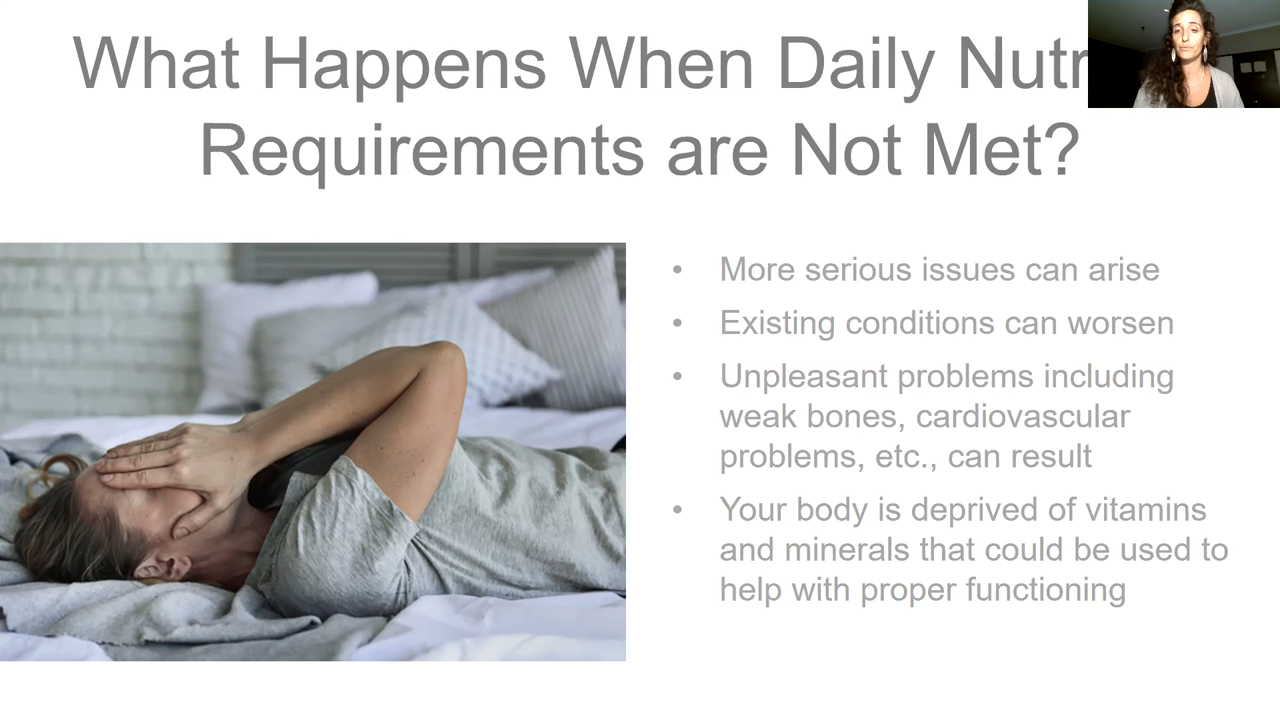 What Happens When Daily
Requirements are Not Met?
• More serious issues can arise
• Existing conditions can worsen
• Unpleasant problems including
weak bones, cardiovascular
problems, etc., can result
• Your body is deprived of vitamins
and minerals that could be used to
help with proper functioning